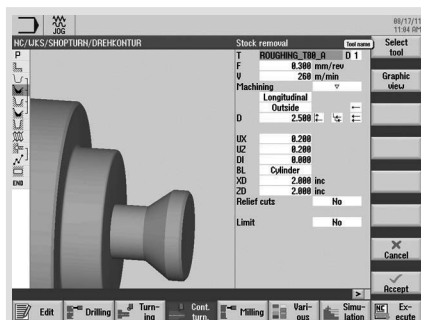 JOG
08/17/11
11:04 AM
NC/WKS/SHOPTURN/DREHKONTUR
Stock removal
Tool name
Select tool
P
T ROUGHING_T80_A D 1
F 0.300 mm/rev
V 260 m/min
Machining ▽
Longitudinal
Outside
D 2.500
UX 0.200
UZ 0.200
DI 0.000
BL Cylinder
XD 2.000 inc
ZD 2.000 inc
Relief cuts No
Limit No
END
Graphic view
Cancel
Accept
>
Edit
Drilling
Turn-ing
Cont. turn.
Milling
Vari-ous
Simu-lation
NC Ex-ecute